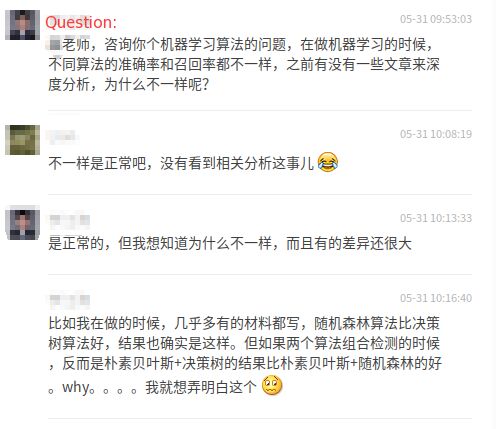 Question:
05-31 09:53:03
老师，咨询你个机器学习算法的问题，在做机器学习的时候，
不同算法的准确率和召回率都不一样，之前有没有一些文章来深
度分析，为什么不一样呢？
05-31 10:08:19
不一样是正常吧，没有看到相关分析这事儿
05-31 10:13:33
是正常的，但我想知道为什么不一样，而且有的差异还很大
05-31 10:16:40
比如我在做的时候，几乎多有的材料都写，随机森林算法比决策
树算法好，结果也确实是这样。但如果两个算法组合检测的时候
，反而是朴素贝叶斯+决策树的结果比朴素贝叶斯+随机森林的好
。why。。。。我就想弄明白这个